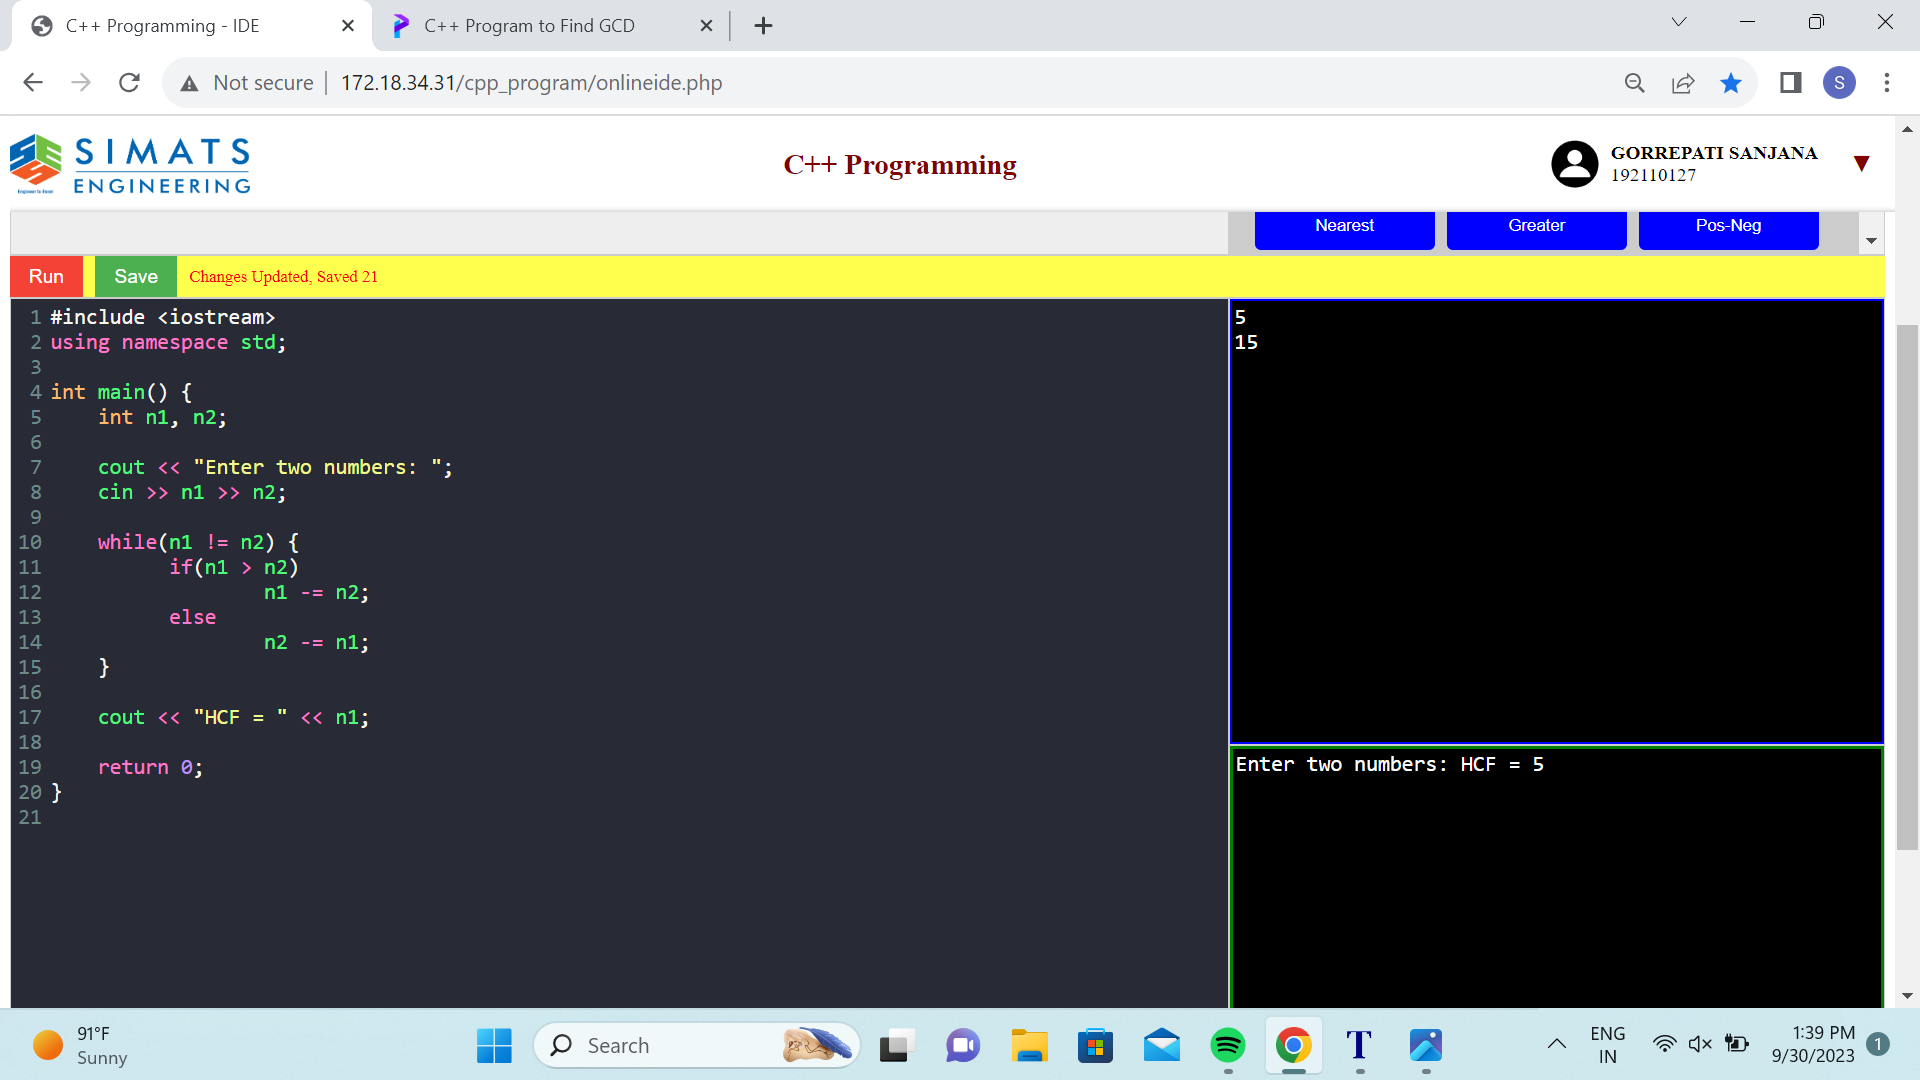 C++ Programming - IDE
C++ Program to Find GCD
Not secure
172.18.34.31/cpp_program/onlineide.php
S
SIMATS
ENGINEERING
Engineer to Excel
C++ Programming
GORREPATI SANJANA
192110127
Nearest
Greater
Pos-Neg
Run
Save
Changes Updated, Saved 21
1 #include <iostream>
2 using namespace std;
3
4 int main() {
5     int n1, n2;
6
7     cout << "Enter two numbers: ";
8     cin >> n1 >> n2;
9
10     while(n1 != n2) {
11           if(n1 > n2)
12                   n1 -= n2;
13           else
14                   n2 -= n1;
15     }
16
17     cout << "HCF = " << n1;
18
19     return 0;
20 }
21
5
15
Enter two numbers: HCF = 5
91°F
Sunny
Search
T
ENG
IN
1:39 PM
9/30/2023
1